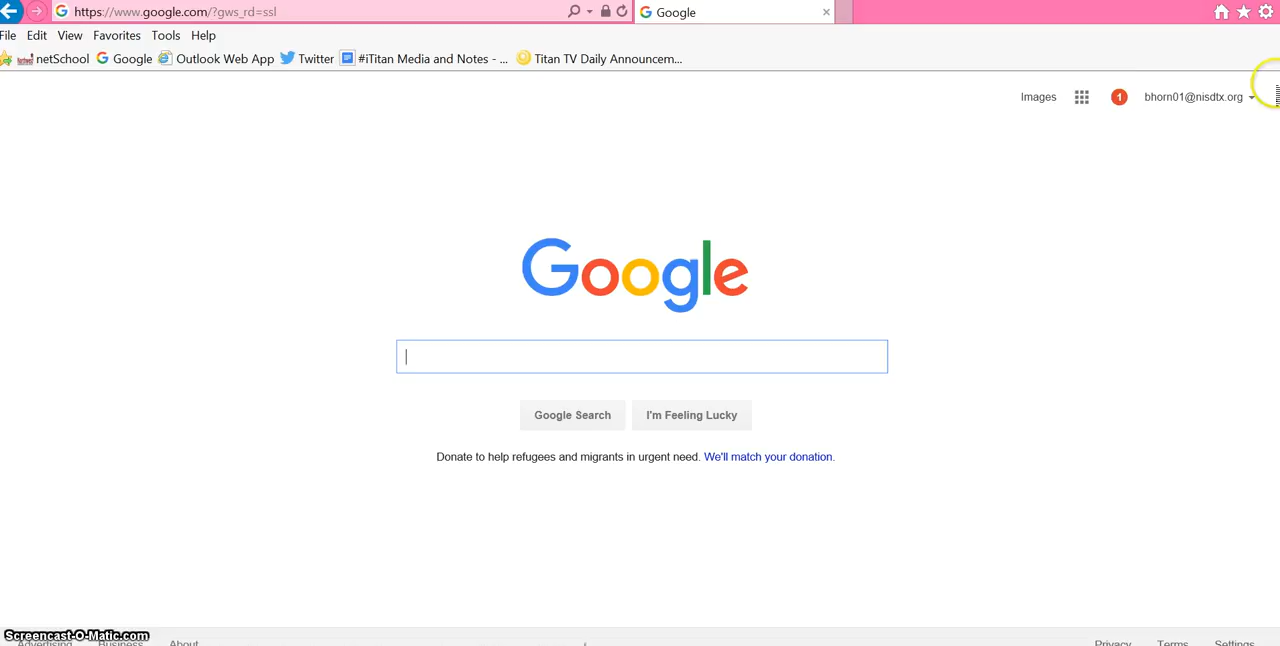 https://www.google.com/?gws_rd=ssl
Google
File Edit View Favorites Tools Help
netSchool Google Outlook Web App Twitter #iTitan Media and Notes - ... Titan TV Daily Announcem...
Images 1 bhorn01@nisdtx.org
Google
Google Search I'm Feeling Lucky
Donate to help refugees and migrants in urgent need. We'll match your donation.
Screencast-O-Matic.com
Advertising Business About Privacy Terms Settings